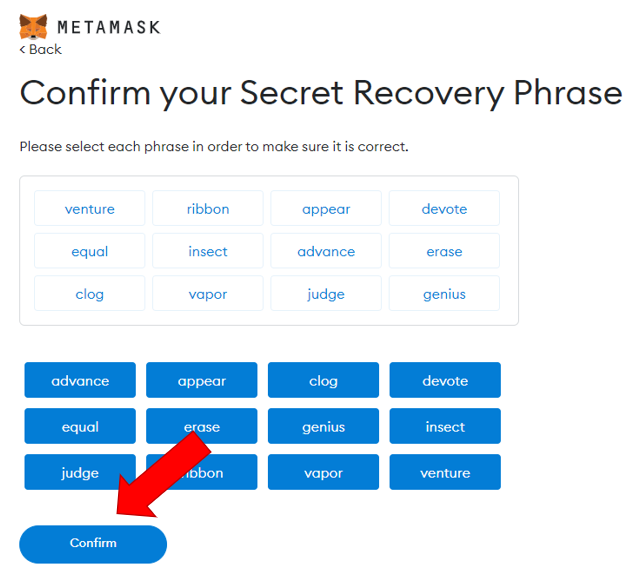 METAMASK
< Back
Confirm your Secret Recovery Phrase
Please select each phrase in order to make sure it is correct.
venture ribbon appear devote
equal insect advance erase
clog vapor judge genius
advance appear clog devote
equal erase genius insect
judge ribbon vapor venture
Confirm